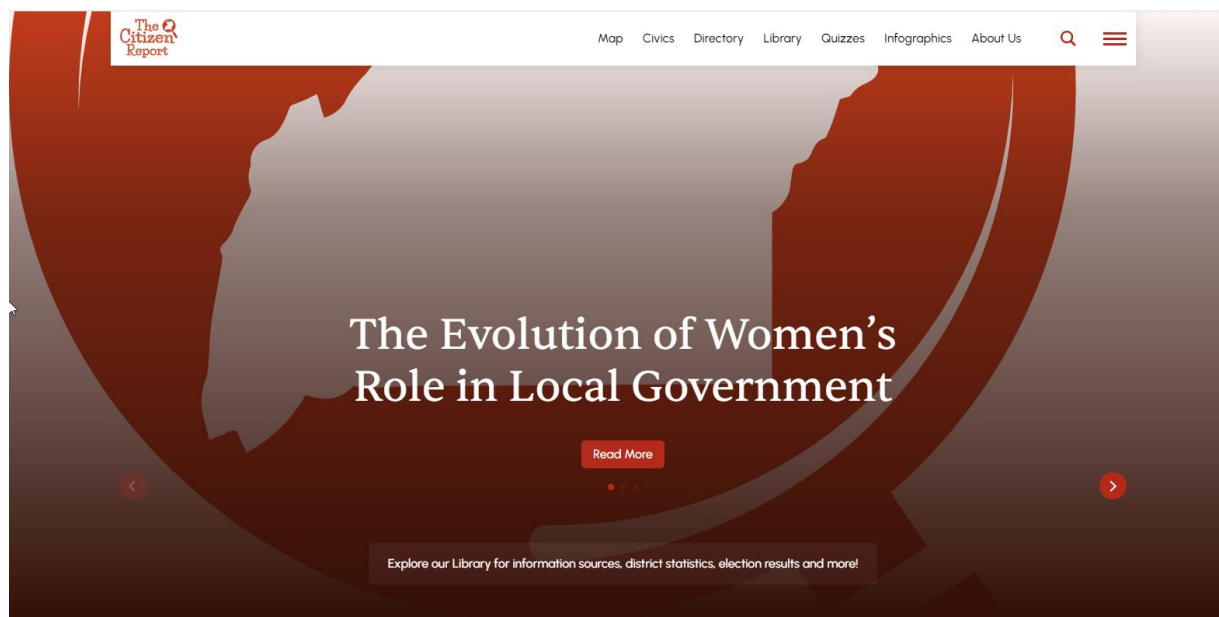 The
Citizen
Report
Map Civics Directory Library Quizzes Infographics About Us
The Evolution of Women’s
Role in Local Government
Read More
Explore our Library for information sources, district statistics, election results and more!